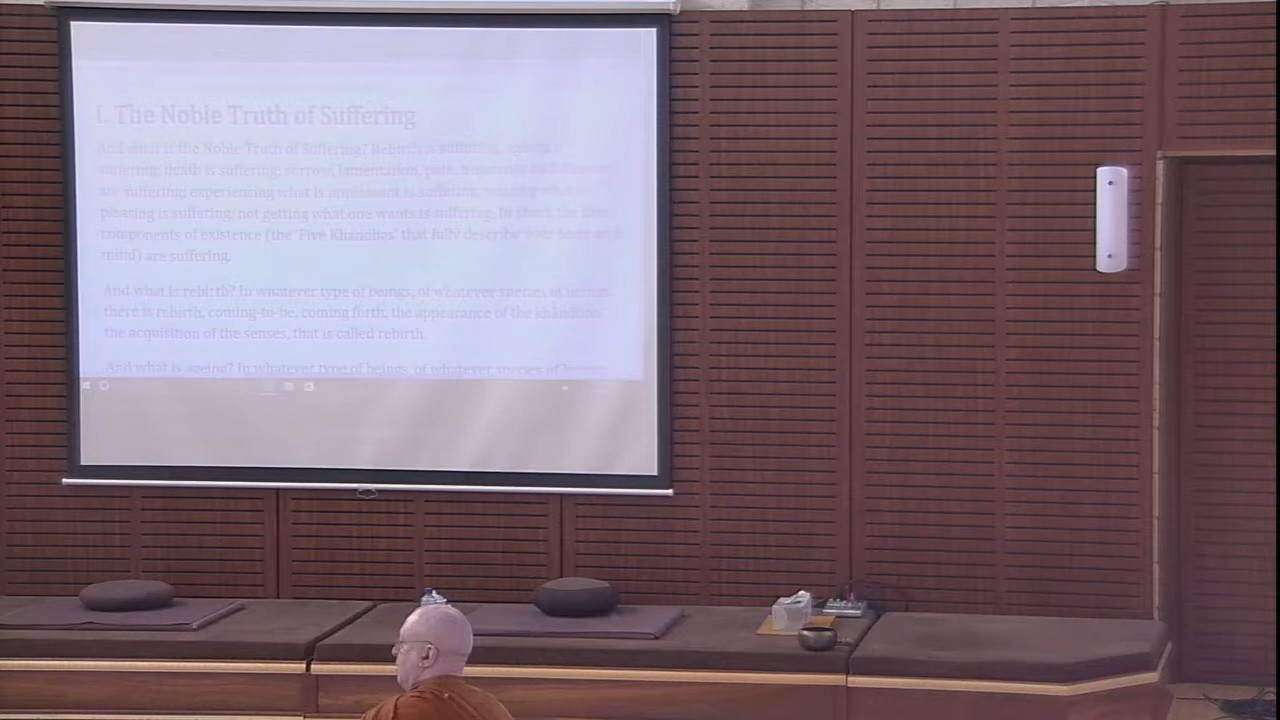 I. The Noble Truth of Suffering
And what is the Noble Truth of Suffering? Rebirth is suffering, ageing is
suffering; death is suffering; sorrow, lamentation, pain,
are suffering; experiencing what is unpleasant is suffering;
pleasing is suffering; not getting what one wants is suffering. In short, the five
components of existence (the 'Five Khandhas' that fully describe your body and
mind) are suffering.
And what is rebirth? In whatever type of beings, of whatever species of beings,
there is rebirth, coming-to-be, coming forth, the appearance of the khandhas,
the acquisition of the senses, that is called rebirth.
And what is ageing? In whatever type of beings, of whatever species of beings,